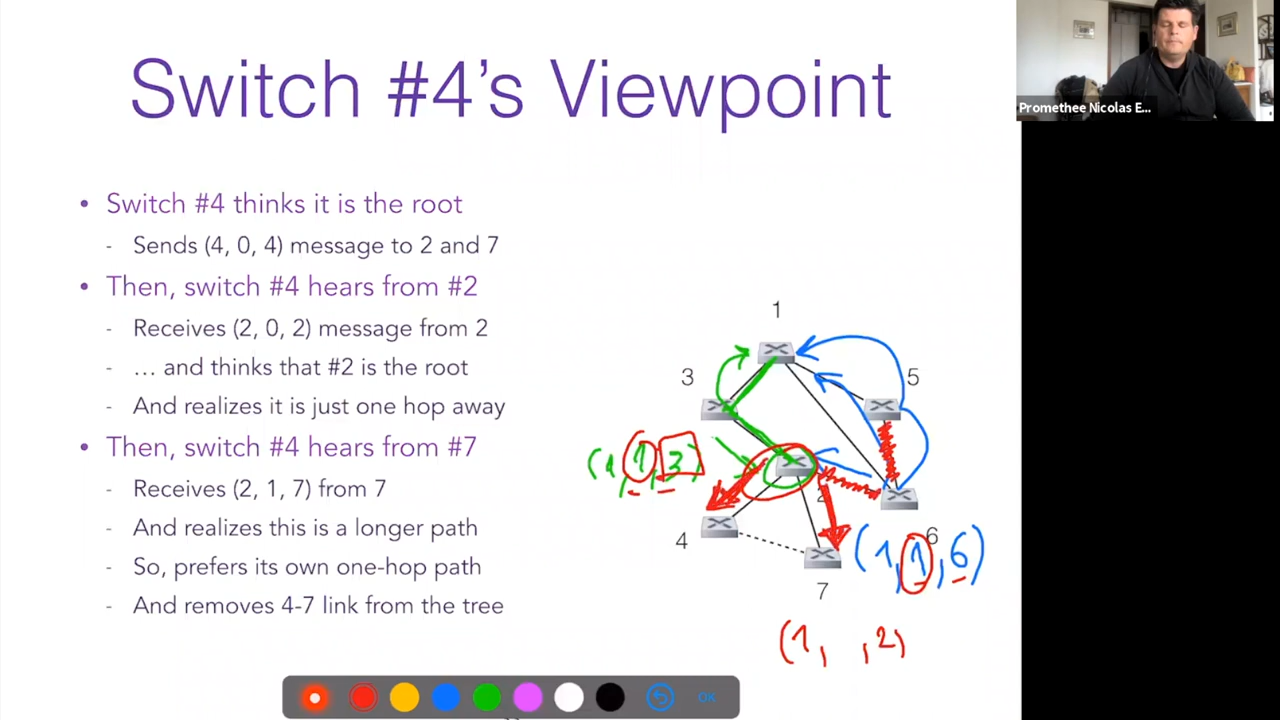 Switch #4's Viewpoint
Promethee Nicolas E...
• Switch #4 thinks it is the root
- Sends (4, 0, 4) message to 2 and 7
• Then, switch #4 hears from #2
- Receives (2, 0, 2) message from 2
- … and thinks that #2 is the root
- And realizes it is just one hop away
• Then, switch #4 hears from #7
- Receives (2, 1, 7) from 7
- And realizes this is a longer path
- So, prefers its own one-hop path
- And removes 4-7 link from the tree
1
3
5
(1, 1, 3)
2
4
6
(1, 1, 6)
7
(1, , 2)
OK